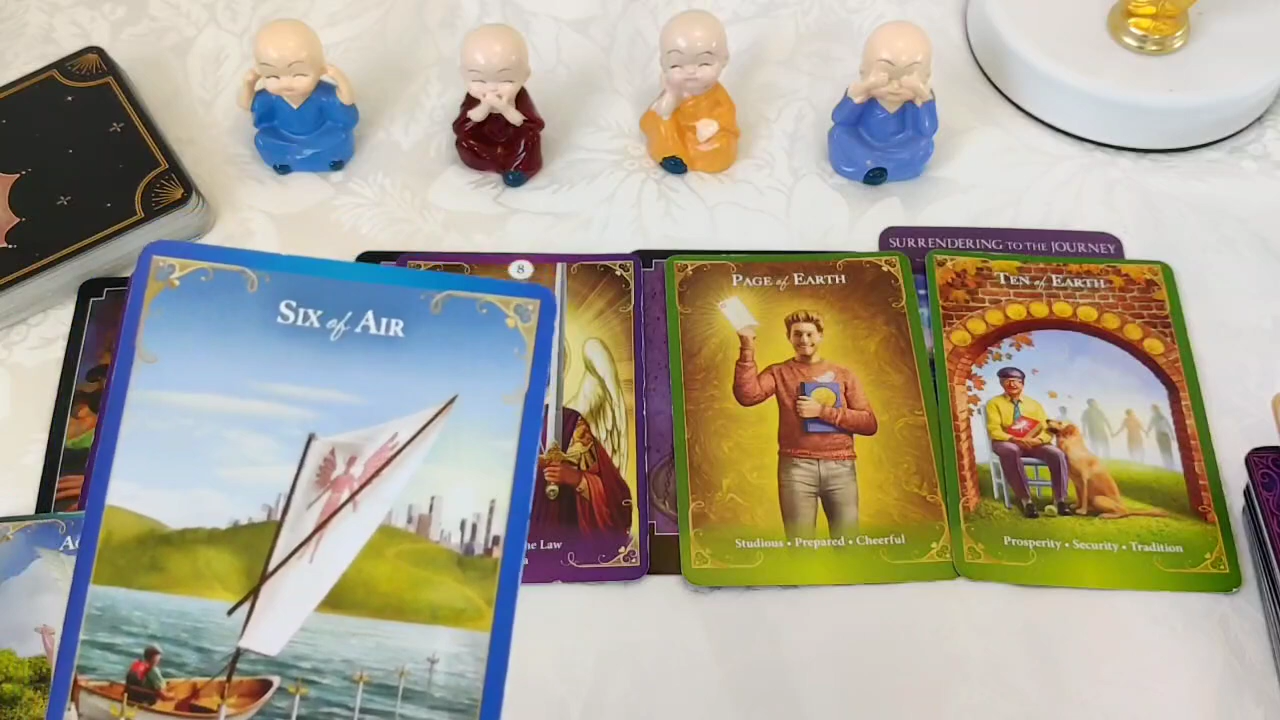 SURRENDERING TO THE JOURNEY
SIX of AIR
8
PAGE of EARTH
TEN of EARTH
he Law
Studious • Prepared • Cheerful
Prosperity • Security • Tradition